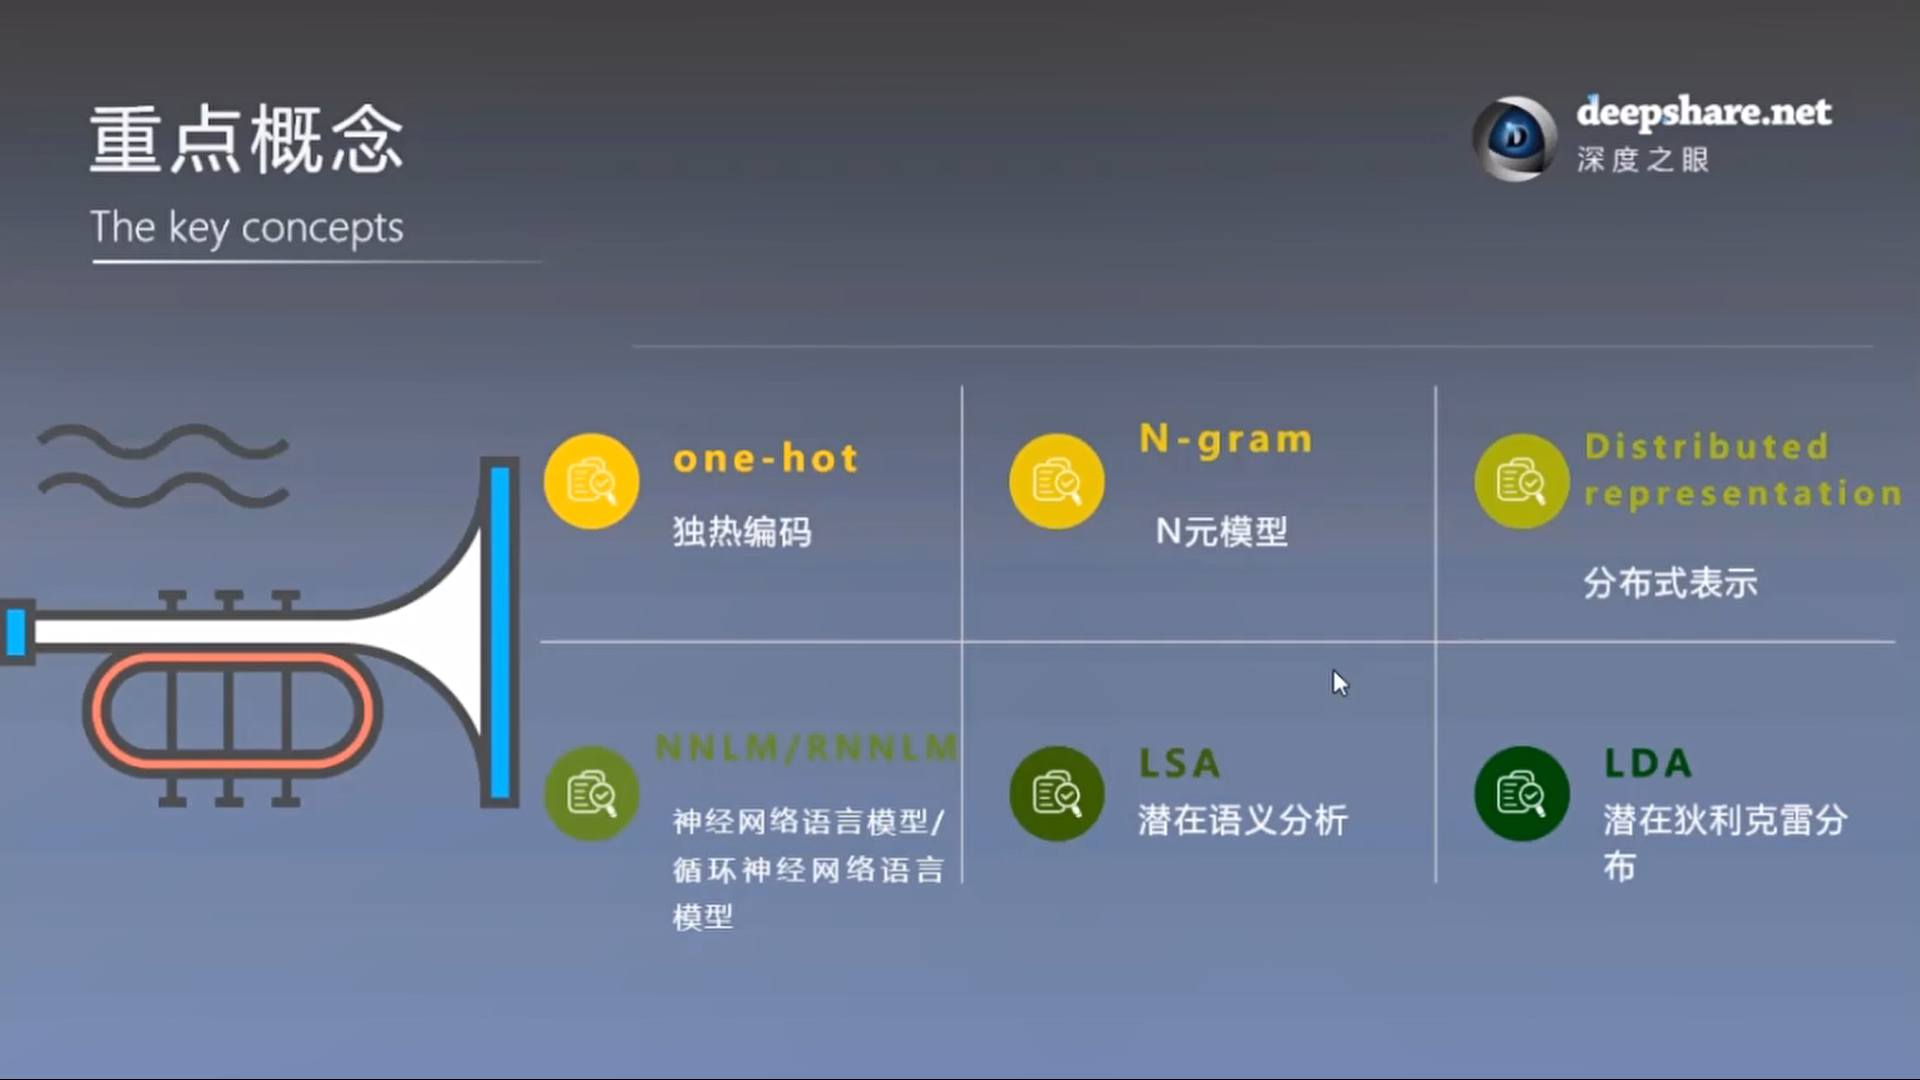 重点概念
The key concepts
deepshare.net
深度之眼
one-hot
独热编码
N-gram
N元模型
Distributed
representation
分布式表示
NNLM/RNNLM
神经网络语言模型/
循环神经网络语言
模型
LSA
潜在语义分析
LDA
潜在狄利克雷分
布